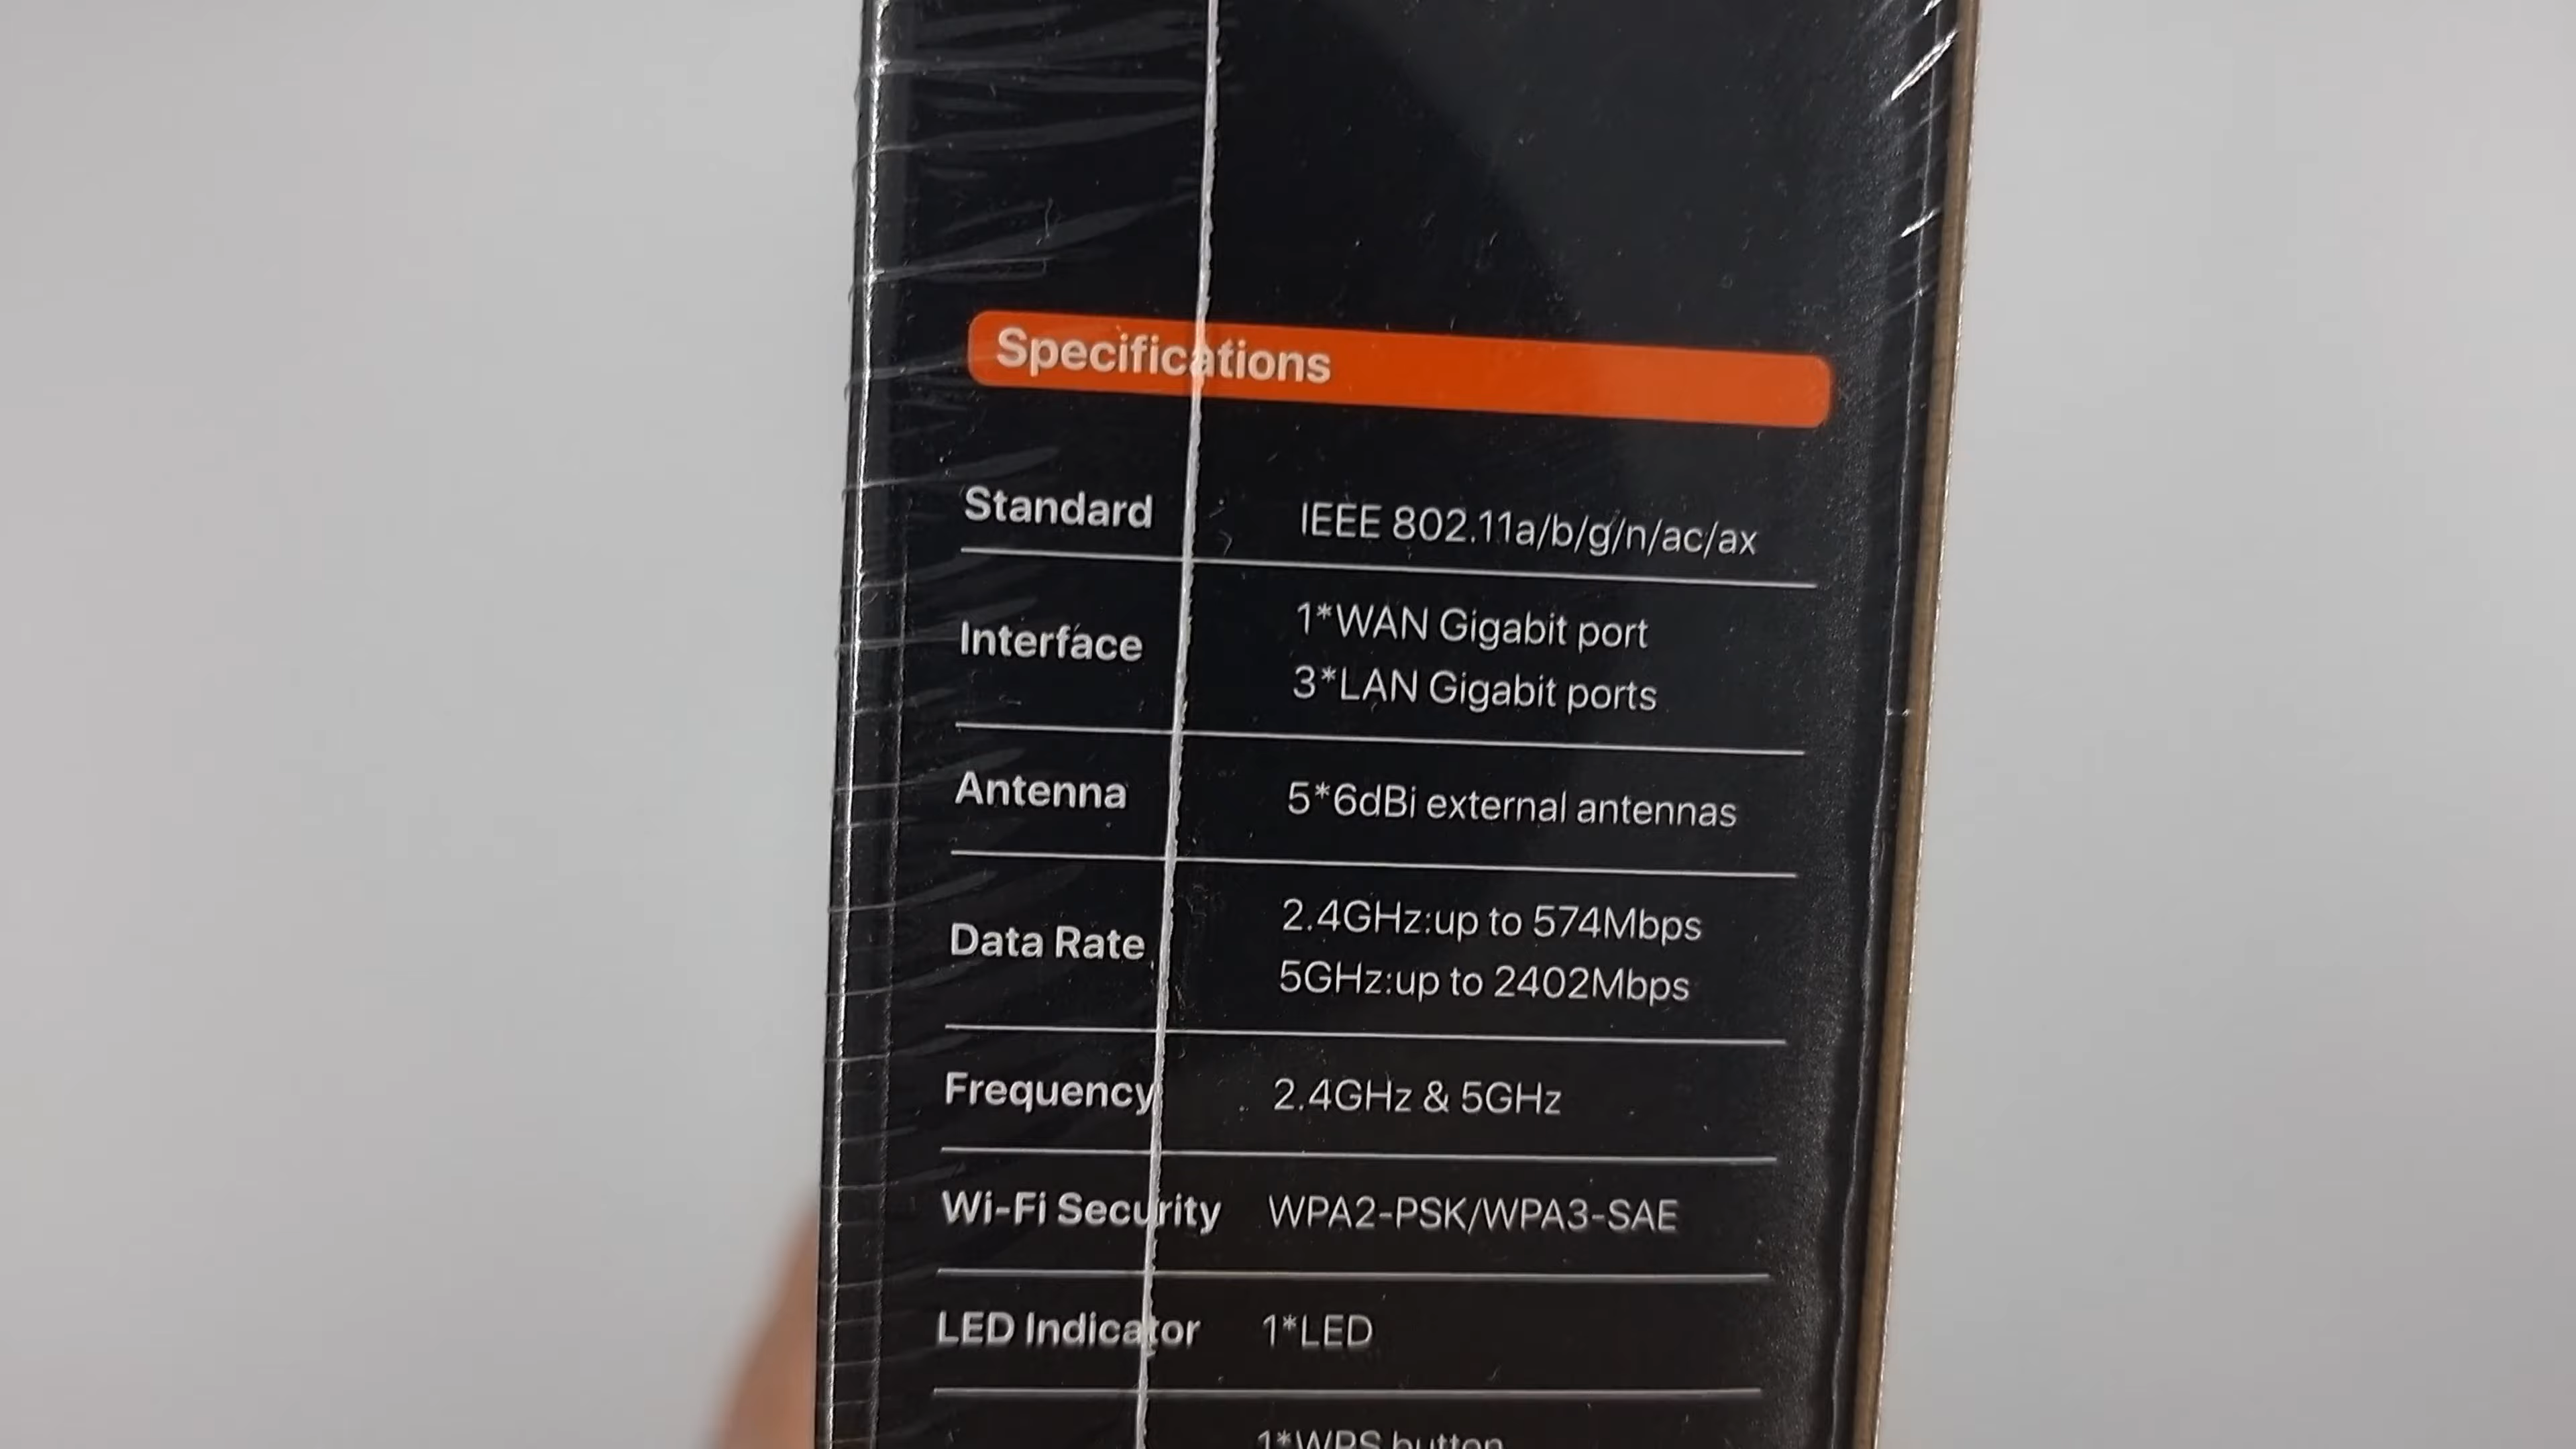 Specifications
Standard IEEE 802.11a/b/g/n/ac/ax
Interface 1*WAN Gigabit port
3*LAN Gigabit ports
Antenna 5*6dBi external antennas
Data Rate 2.4GHz:up to 574Mbps
5GHz:up to 2402Mbps
Frequency 2.4GHz & 5GHz
Wi-Fi Security WPA2-PSK/WPA3-SAE
LED Indicator 1*LED
1*WPS button